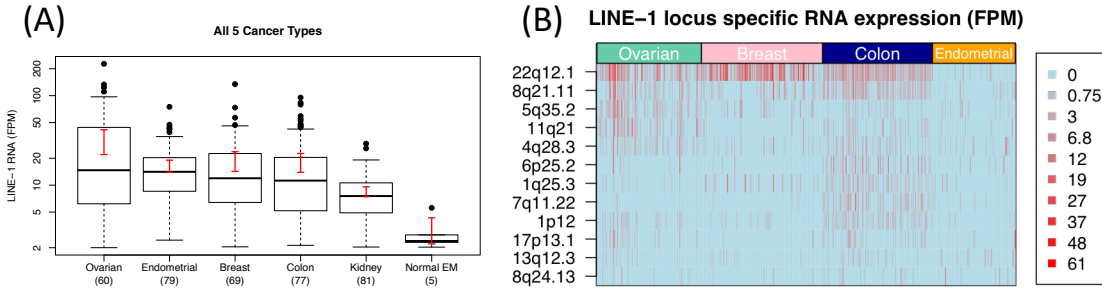 (A)
All 5 Cancer Types
LINE-1 RNA (FPM)
200
100
50
20
10
5
2
Ovarian Endometrial Breast Colon Kidney Normal EM
(60) (79) (69) (77) (81) (5)
(B)
LINE-1 locus specific RNA expression (FPM)
Ovarian Breast Colon Endometrial
22q12.1
8q21.11
5q35.2
11q21
4q28.3
6p25.2
1q25.3
7q11.22
1p12
17p13.1
13q12.3
8q24.13
0
0.75
3
6.8
12
19
27
37
48
61